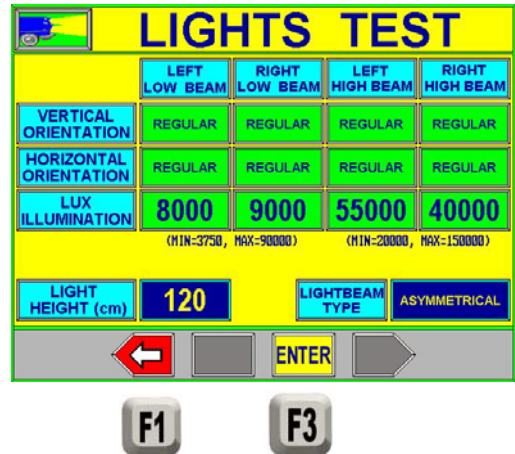 LIGHTS TEST
LEFT LOW BEAM
RIGHT LOW BEAM
LEFT HIGH BEAM
RIGHT HIGH BEAM
VERTICAL ORIENTATION
REGULAR REGULAR REGULAR REGULAR
HORIZONTAL ORIENTATION
REGULAR REGULAR REGULAR REGULAR
LUX ILLUMINATION
8000 9000 55000 40000
(MIN=3750, MAX=90000) (MIN=20000, MAX=150000)
LIGHT HEIGHT (cm)
120
LIGHTBEAM TYPE
ASYMMETRICAL
ENTER
F1 F3